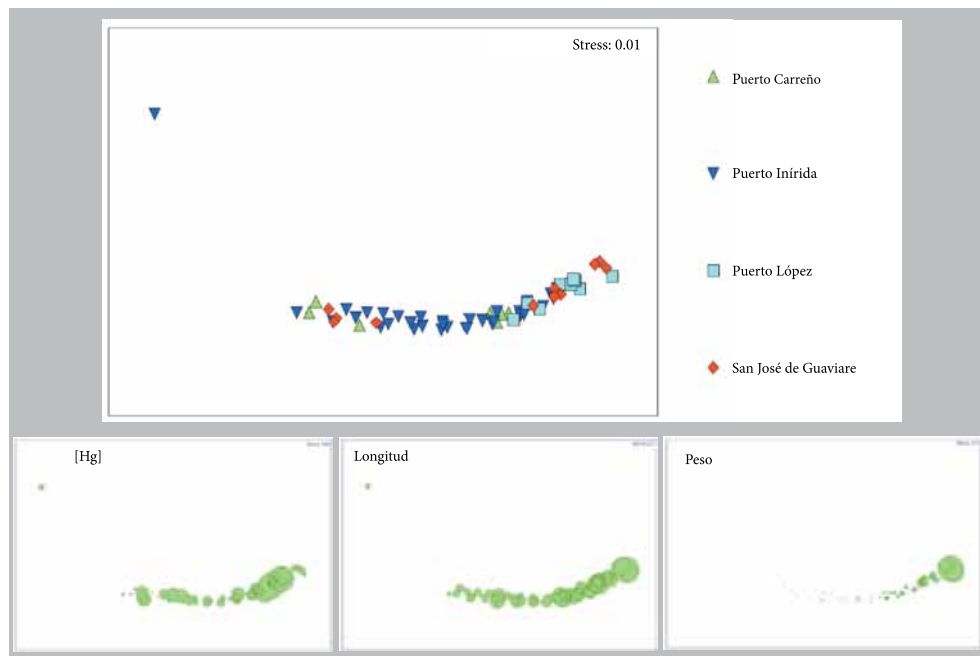 Stress: 0.01
Puerto Carreño
Puerto Inírida
Puerto López
San José de Guaviare
[Hg]
Longitud
Peso